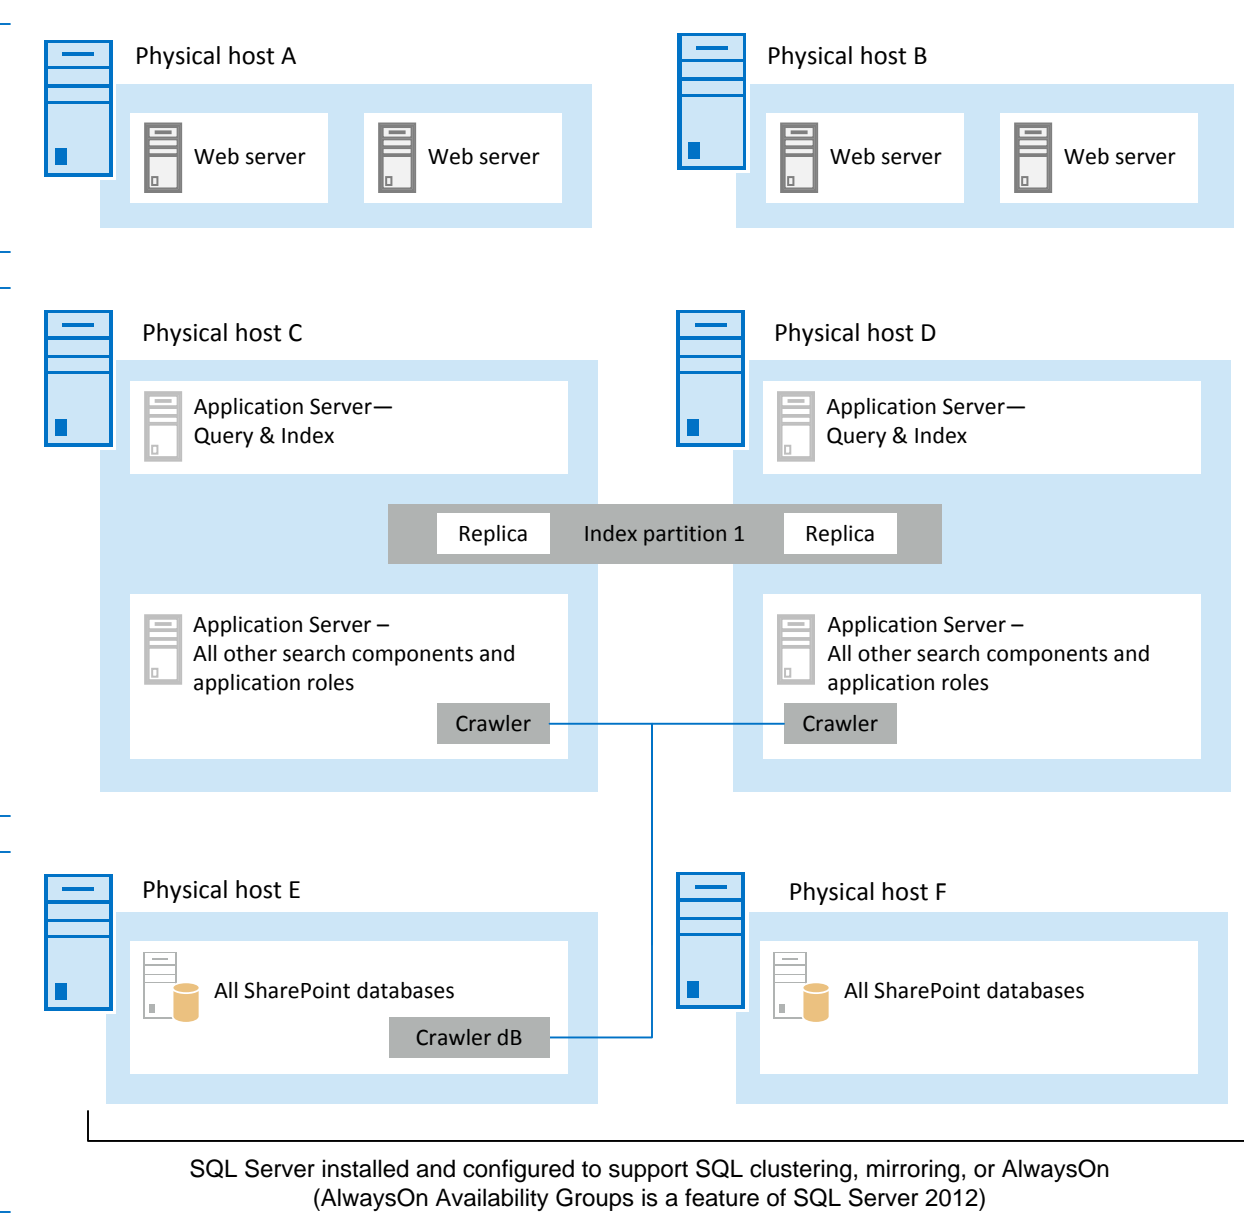 Physical host A
Physical host B
Web server
Web server
Web server
Web server
Physical host C
Physical host D
Application Server—
Query & Index
Application Server—
Query & Index
Replica
Index partition 1
Replica
Application Server –
All other search components and
application roles
Crawler
Application Server –
All other search components and
application roles
Crawler
Physical host E
Physical host F
All SharePoint databases
Crawler dB
All SharePoint databases
SQL Server installed and configured to support SQL clustering, mirroring, or AlwaysOn
(AlwaysOn Availability Groups is a feature of SQL Server 2012)